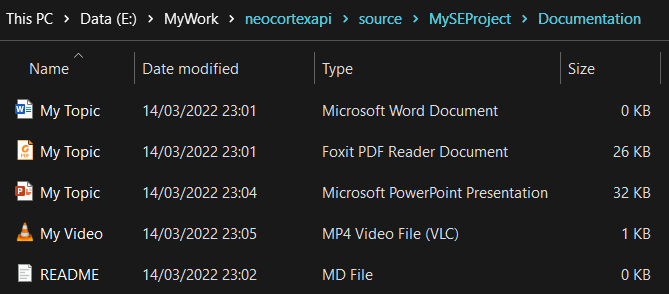 This PC > Data (E:) > MyWork > neocortexapi > source > MySEProject > Documentation
Name Date modified Type Size
My Topic 14/03/2022 23:01 Microsoft Word Document 0 KB
My Topic 14/03/2022 23:01 Foxit PDF Reader Document 26 KB
My Topic 14/03/2022 23:04 Microsoft PowerPoint Presentation 32 KB
My Video 14/03/2022 23:05 MP4 Video File (VLC) 1 KB
README 14/03/2022 23:02 MD File 0 KB